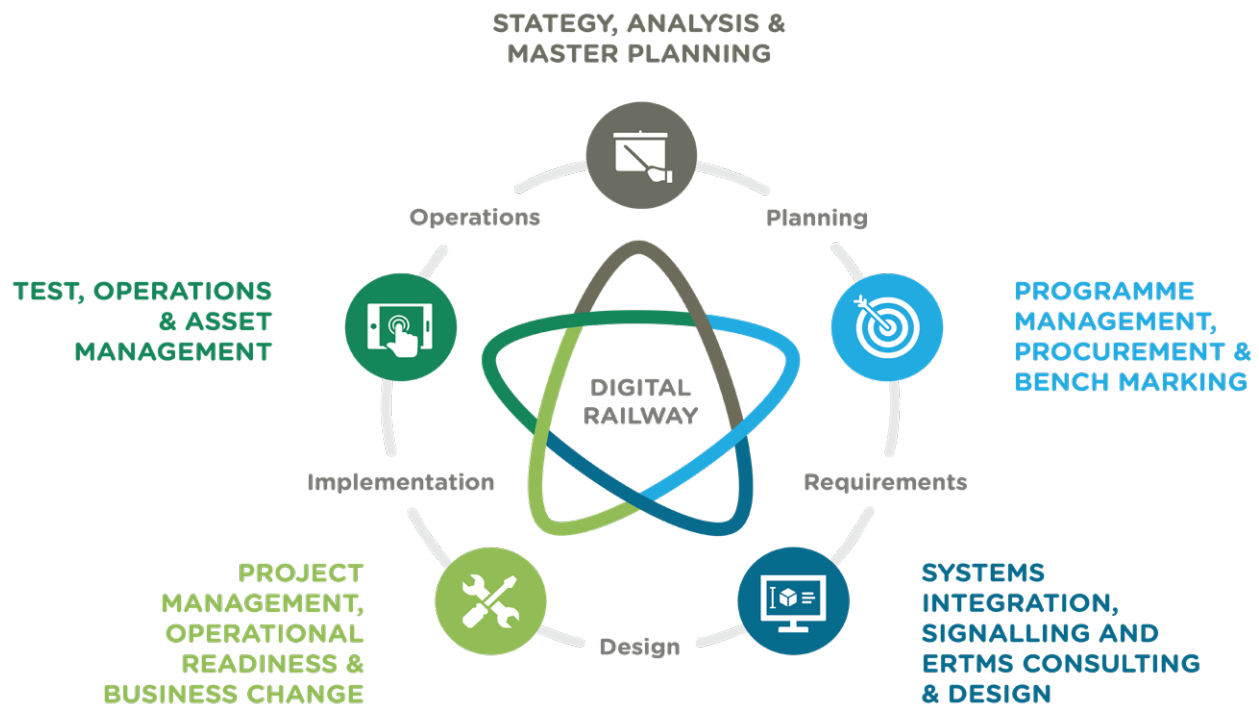 STATEGY, ANALYSIS &
MASTER PLANNING
Operations
Planning
TEST, OPERATIONS
& ASSET
MANAGEMENT
PROGRAMME
MANAGEMENT,
PROCUREMENT &
BENCH MARKING
DIGITAL
RAILWAY
Implementation
Requirements
PROJECT
MANAGEMENT,
OPERATIONAL
READINESS &
BUSINESS CHANGE
Design
SYSTEMS
INTEGRATION,
SIGNALLING AND
ERTMS CONSULTING
& DESIGN